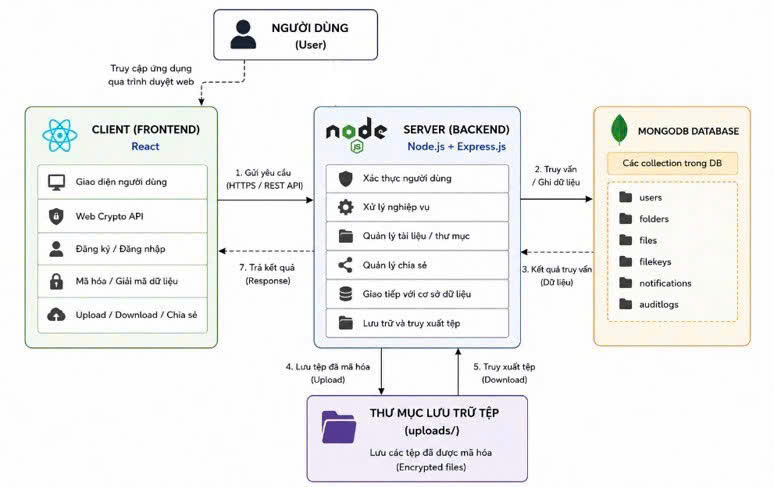 NGƯỜI DÙNG
(User)
Truy cập ứng dụng
qua trình duyệt web
CLIENT (FRONTEND)
React
Giao diện người dùng
Web Crypto API
Đăng ký / Đăng nhập
Mã hóa / Giải mã dữ liệu
Upload / Download / Chia sẻ
1. Gửi yêu cầu
(HTTPS / REST API)
7. Trả kết quả
(Response)
node
JS
SERVER (BACKEND)
Node.js + Express.js
Xác thực người dùng
Xử lý nghiệp vụ
Quản lý tài liệu / thư mục
Quản lý chia sẻ
Giao tiếp với cơ sở dữ liệu
Lưu trữ và truy xuất tệp
2. Truy vấn
/ Ghi dữ liệu
3. Kết quả truy vấn
(Dữ liệu)
MONGODB DATABASE
Các collection trong DB
users
folders
files
filekeys
notifications
auditlogs
4. Lưu tệp đã mã hóa
(Upload)
5. Truy xuất tệp
(Download)
THƯ MỤC LƯU TRỮ TỆP
(uploads/)
Lưu các tệp đã được mã hóa
(Encrypted files)